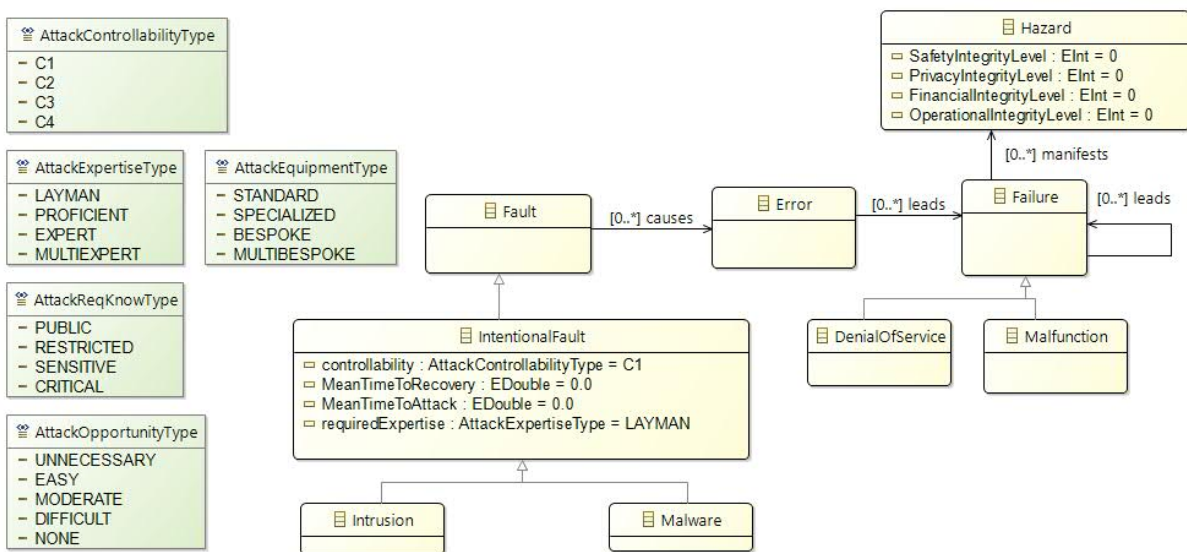 AttackControllabilityType
– C1
– C2
– C3
– C4
AttackExpertiseType
– LAYMAN
– PROFICIENT
– EXPERT
– MULTIEXPERT
AttackEquipmentType
– STANDARD
– SPECIALIZED
– BESPOKE
– MULTIBESPOKE
AttackReqKnowType
– PUBLIC
– RESTRICTED
– SENSITIVE
– CRITICAL
AttackOpportunityType
– UNNECESSARY
– EASY
– MODERATE
– DIFFICULT
– NONE
Hazard
SafetyIntegrityLevel : EInt = 0
PrivacyIntegrityLevel : EInt = 0
FinancialIntegrityLevel : EInt = 0
OperationalIntegrityLevel : EInt = 0
[0..*] manifests
Fault
[0..*] causes
Error
[0..*] leads
Failure
[0..*] leads
IntentionalFault
controllability : AttackControllabilityType = C1
MeanTimeToRecovery : EDouble = 0.0
MeanTimeToAttack : EDouble = 0.0
requiredExpertise : AttackExpertiseType = LAYMAN
DenialOfService
Malfunction
Intrusion
Malware